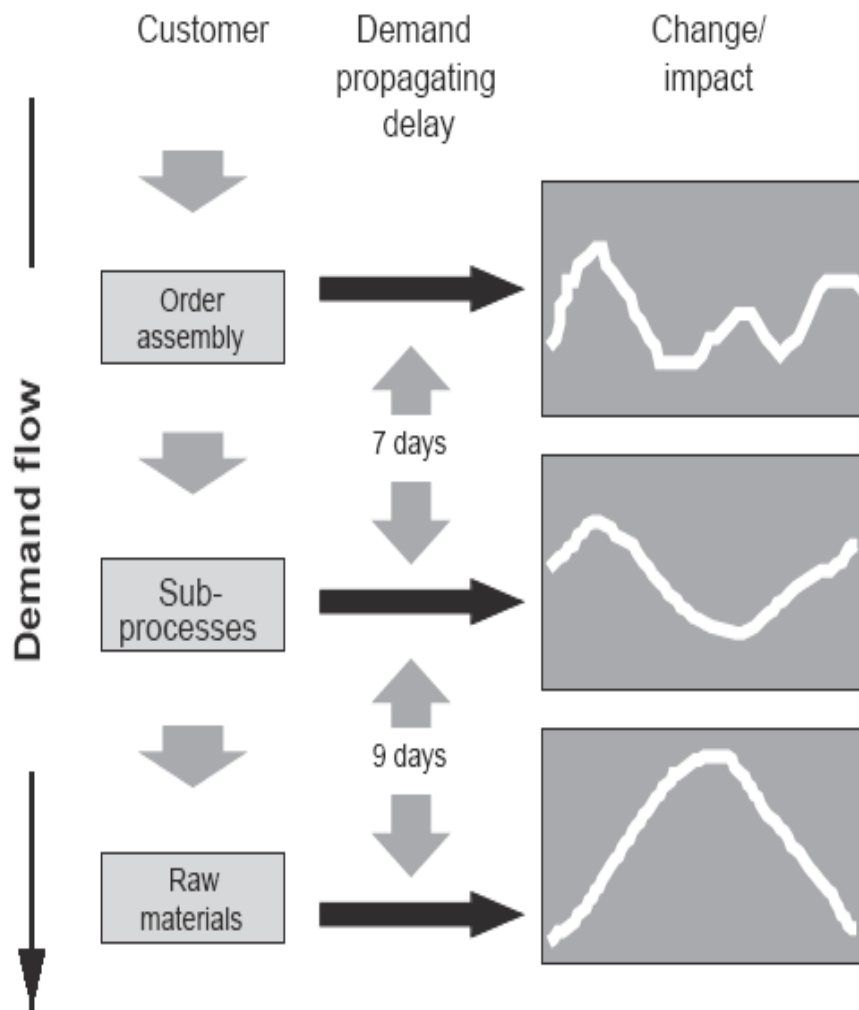 Customer
Demand
propagating
delay
Change/
impact
Demand flow
Order
assembly
7 days
Sub-
processes
9 days
Raw
materials